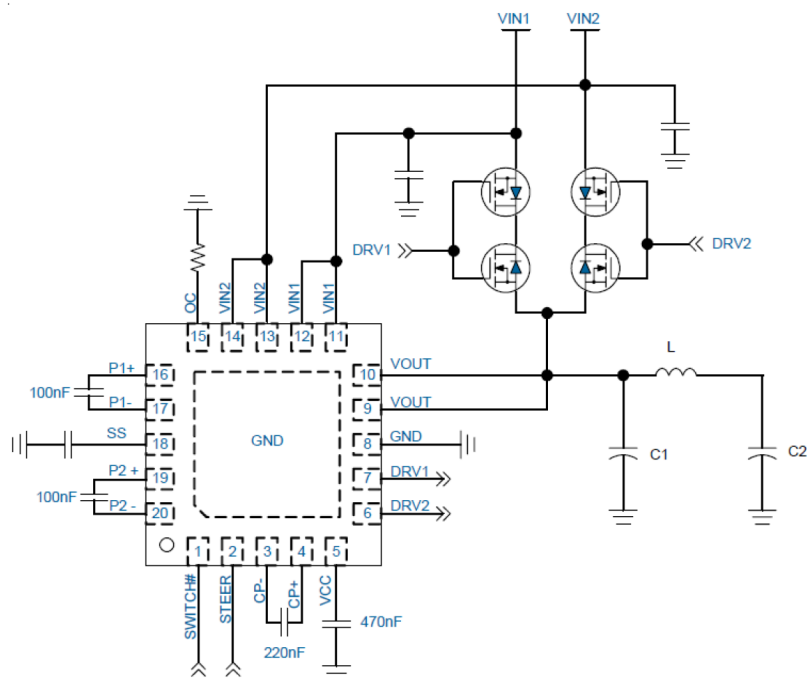 VIN1 VIN2
DRV1 DRV2
OC VIN2 VIN2 VIN1 VIN1
15 14 13 12 11
P1+ 16 10 VOUT
100nF
P1- 17 9 VOUT
L
SS 18 GND 8 GND
C1 C2
P2 + 19 7 DRV1
100nF
P2 - 20 6 DRV2
1 2 3 4 5
SWITCH# STEER CP- CP+ VCC
470nF
220nF